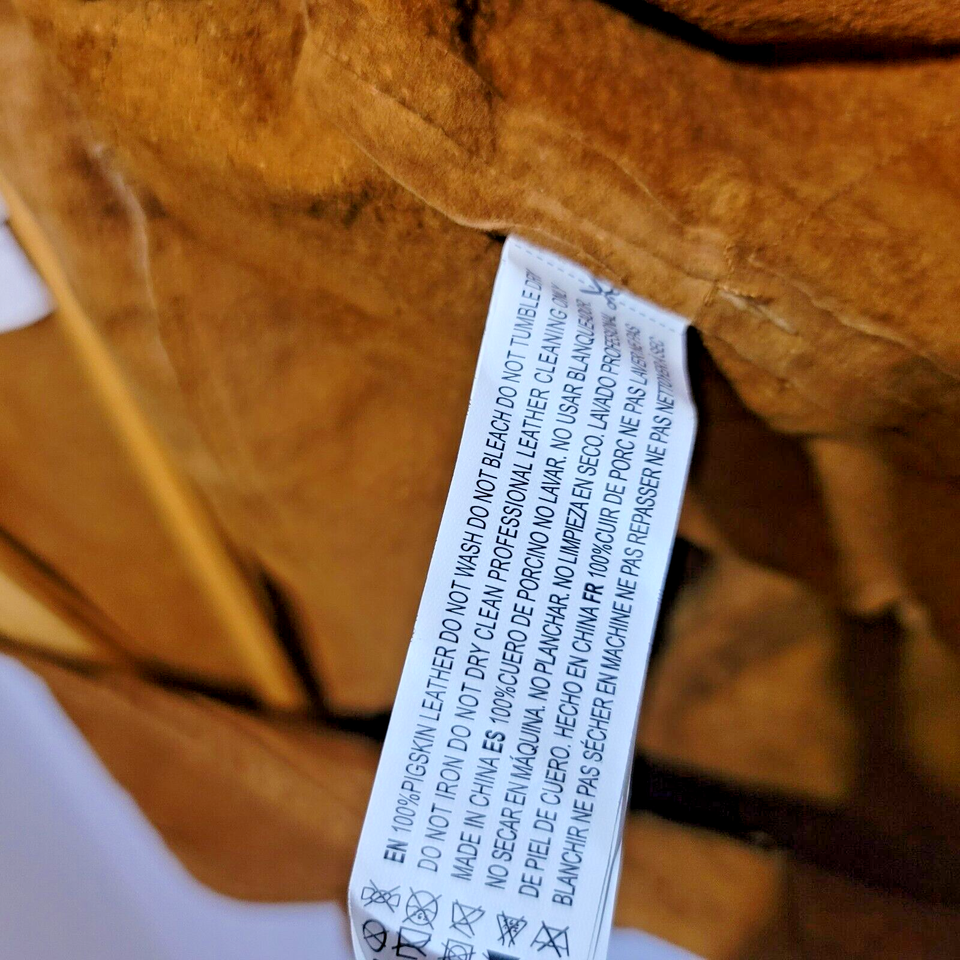 EN 100%PIGSKIN LEATHER DO NOT WASH DO NOT BLEACH DO NOT TUMBLE DRY
DO NOT IRON DO NOT DRY CLEAN PROFESSIONAL LEATHER CLEANING ONLY
MADE IN CHINA ES 100%CUERO DE PORCINO NO LAVAR. NO USAR BLANQUEADOR.
NO SECAR EN MÁQUINA. NO PLANCHAR. NO LIMPIEZA EN SECO. LAVADO PROFESIONAL
DE PIEL DE CUERO. HECHO EN CHINA FR 100%CUIR DE PORC NE PAS LAVER NE PAS
BLANCHIR NE PAS SÉCHER EN MACHINE NE PAS REPASSER NE PAS NETTOYER À SEC